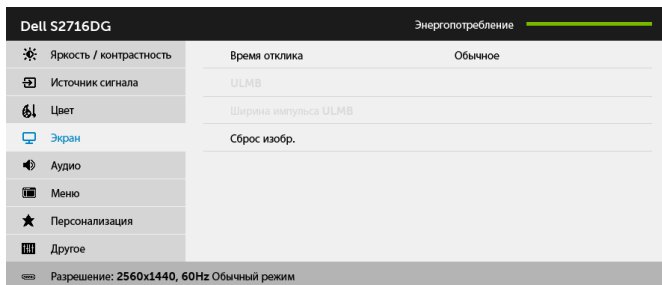 Dell S2716DG Энергопотребление
Яркость / контрастность Время отклика Обычное
Источник сигнала ULMB
Цвет Ширина импульса ULMB
Экран Сброс изобр.
Аудио
Меню
Персонализация
Другое
Разрешение: 2560x1440, 60Hz Обычный режим